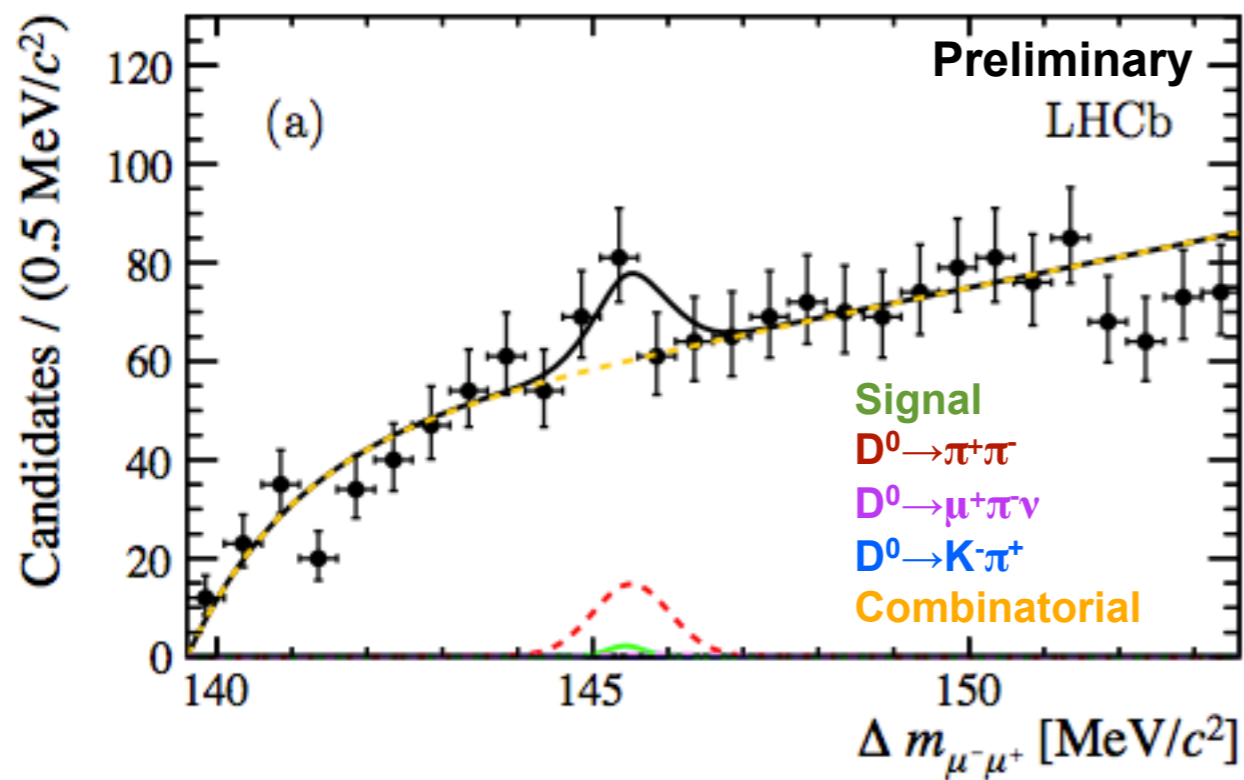 Preliminary
(a)
LHCb
Candidates / (0.5 MeV/c²)
120
100
80
60
40
20
0
Signal
D⁰→π⁺π⁻
D⁰→μ⁺π⁻ν
D⁰→K⁻π⁺
Combinatorial
140 145 150
Δ m_μ⁻μ⁺ [MeV/c²]